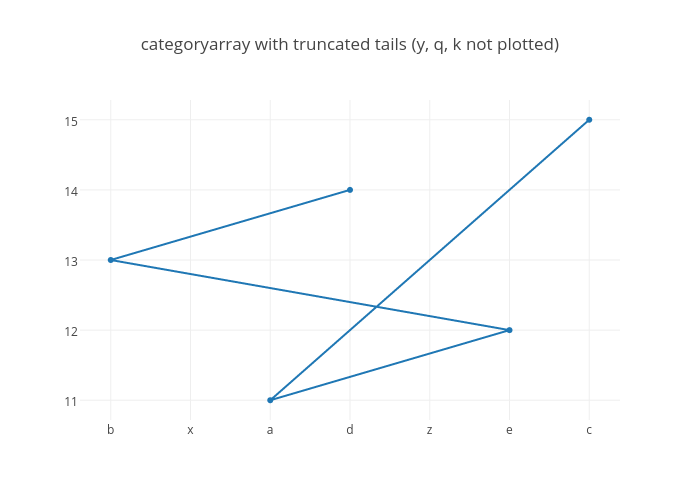 categoryarray with truncated tails (y, q, k not plotted)
15
14
13
12
11
b x a d z e c